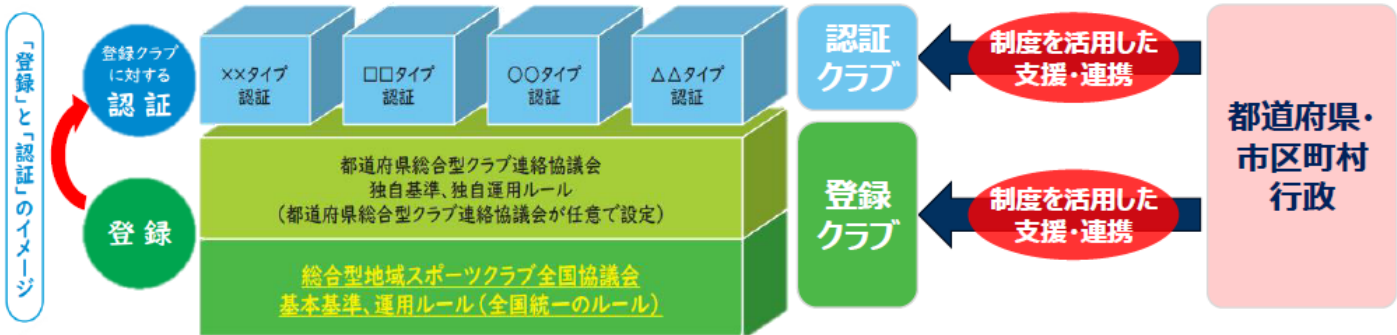 「登録」と「認証」のイメージ
登録クラブ
に対する
認 証
登 録
××タイプ
認証
□□タイプ
認証
○○タイプ
認証
△△タイプ
認証
都道府県総合型クラブ連絡協議会
独自基準、独自運用ルール
(都道府県総合型クラブ連絡協議会が任意で設定)
総合型地域スポーツクラブ全国協議会
基本基準、運用ルール(全国統一のルール)
認証
クラブ
登録
クラブ
制度を活用した
支援・連携
制度を活用した
支援・連携
都道府県・
市区町村
行政